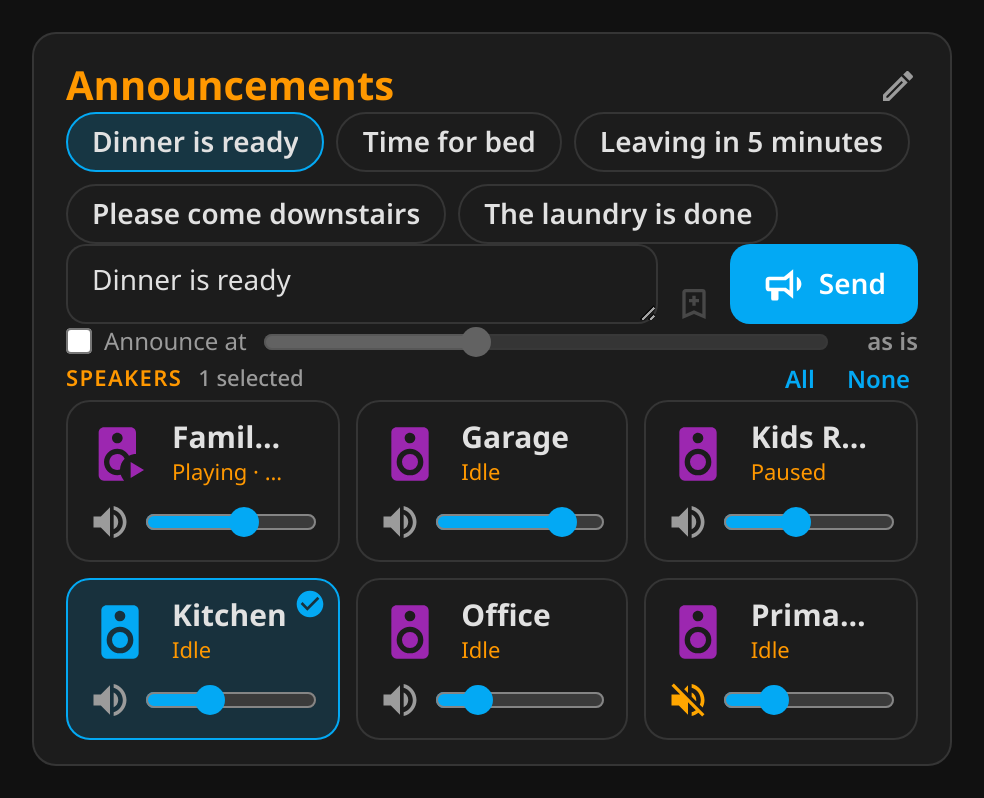 Announcements
Dinner is ready
Time for bed
Leaving in 5 minutes
Please come downstairs
The laundry is done
Dinner is ready
Send
Announce at
as is
SPEAKERS 1 selected
All
None
Famil...
Playing · ...
Garage
Idle
Kids R...
Paused
Kitchen
Idle
Office
Idle
Prima...
Idle